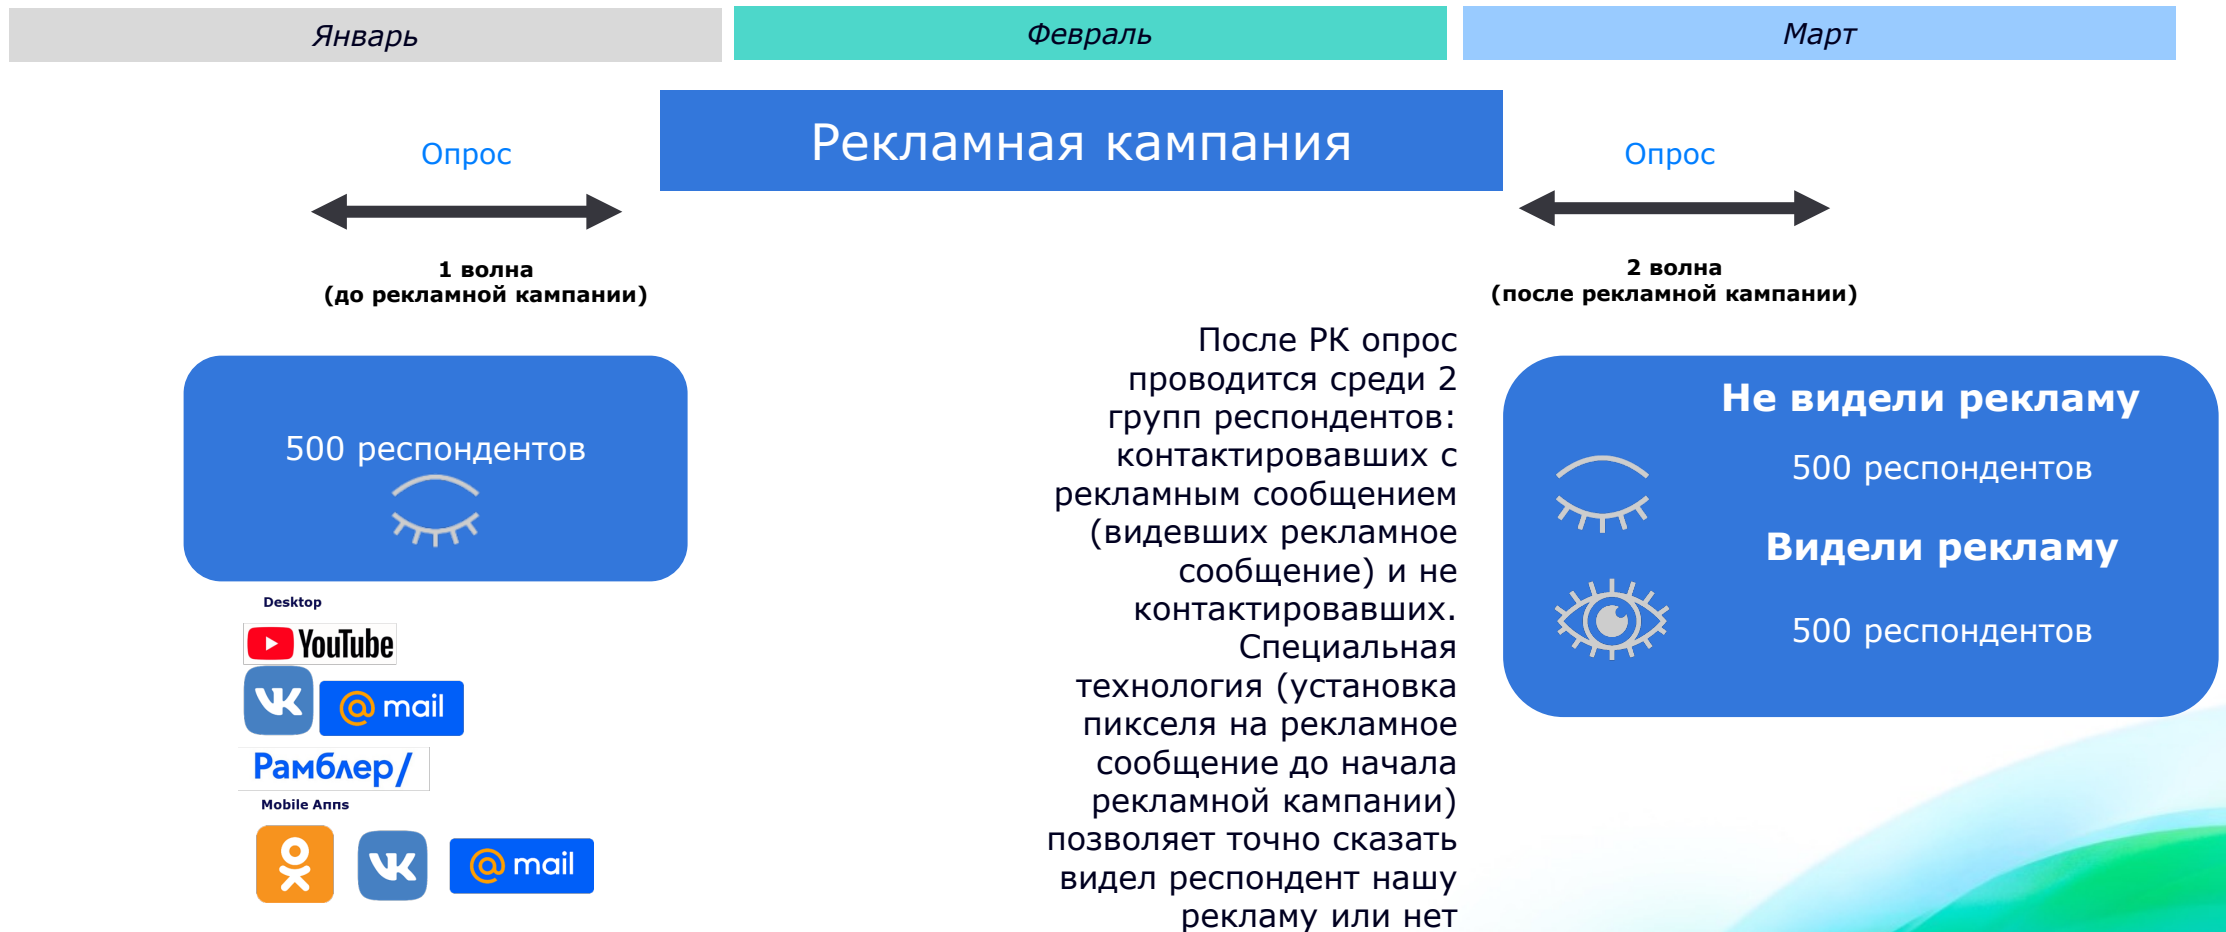 Январь
Февраль
Март
Рекламная кампания
Опрос
Опрос
1 волна
(до рекламной кампании)
2 волна
(после рекламной кампании)
500 респондентов
Desktop
YouTube
VK
@mail
Рамблер/
Mobile Апп​s
VK
@mail
После РК опрос
проводится среди 2
групп респондентов:
контактировавших с
рекламным сообщением
(видевших рекламное
сообщение) и не
контактировавших.
Специальная
технология (установка
пикселя на рекламное
сообщение до начала
рекламной кампании)
позволяет точно сказать
видел респондент нашу
рекламу или нет
Не видели рекламу
500 респондентов
Видели рекламу
500 респондентов